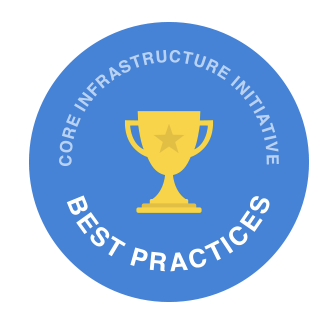 CORE INFRASTRUCTURE INITIATIVE
BEST PRACTICES